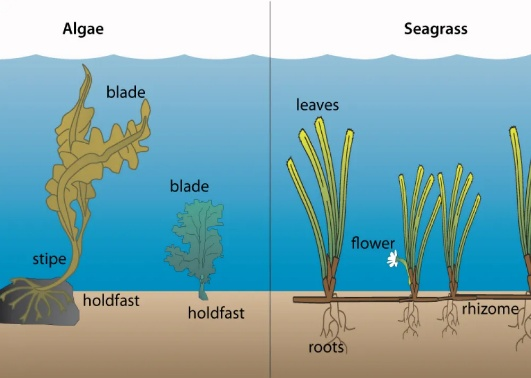 Algae
blade
blade
stipe
holdfast
holdfast
Seagrass
leaves
flower
rhizome
roots